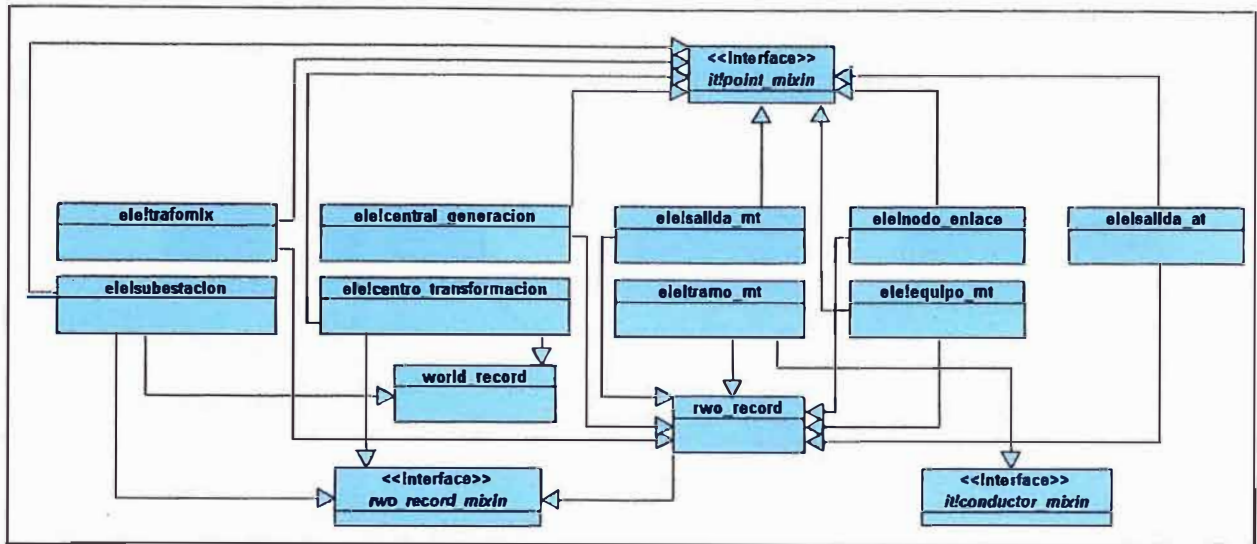 <<Interface>>
it!point_mixin
ele!trafomix
ele!central_generacion
ele!salida_mt
ele!nodo_enlace
ele!salida_at
ele!subestacion
ele!centro_transformacion
ele!tramo_mt
ele!equipo_mt
world_record
rwo_record
<<Interface>>
rwo_record_mixin
<<Interface>>
it!conductor_mixin